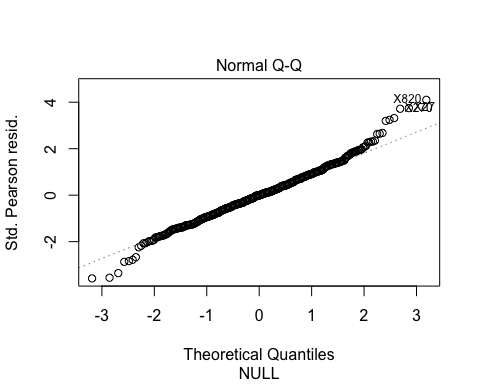 Normal Q-Q
Std. Pearson resid.
4
2
0
-2
X820
-3
-2
-1
0
1
2
3
Theoretical Quantiles
NULL